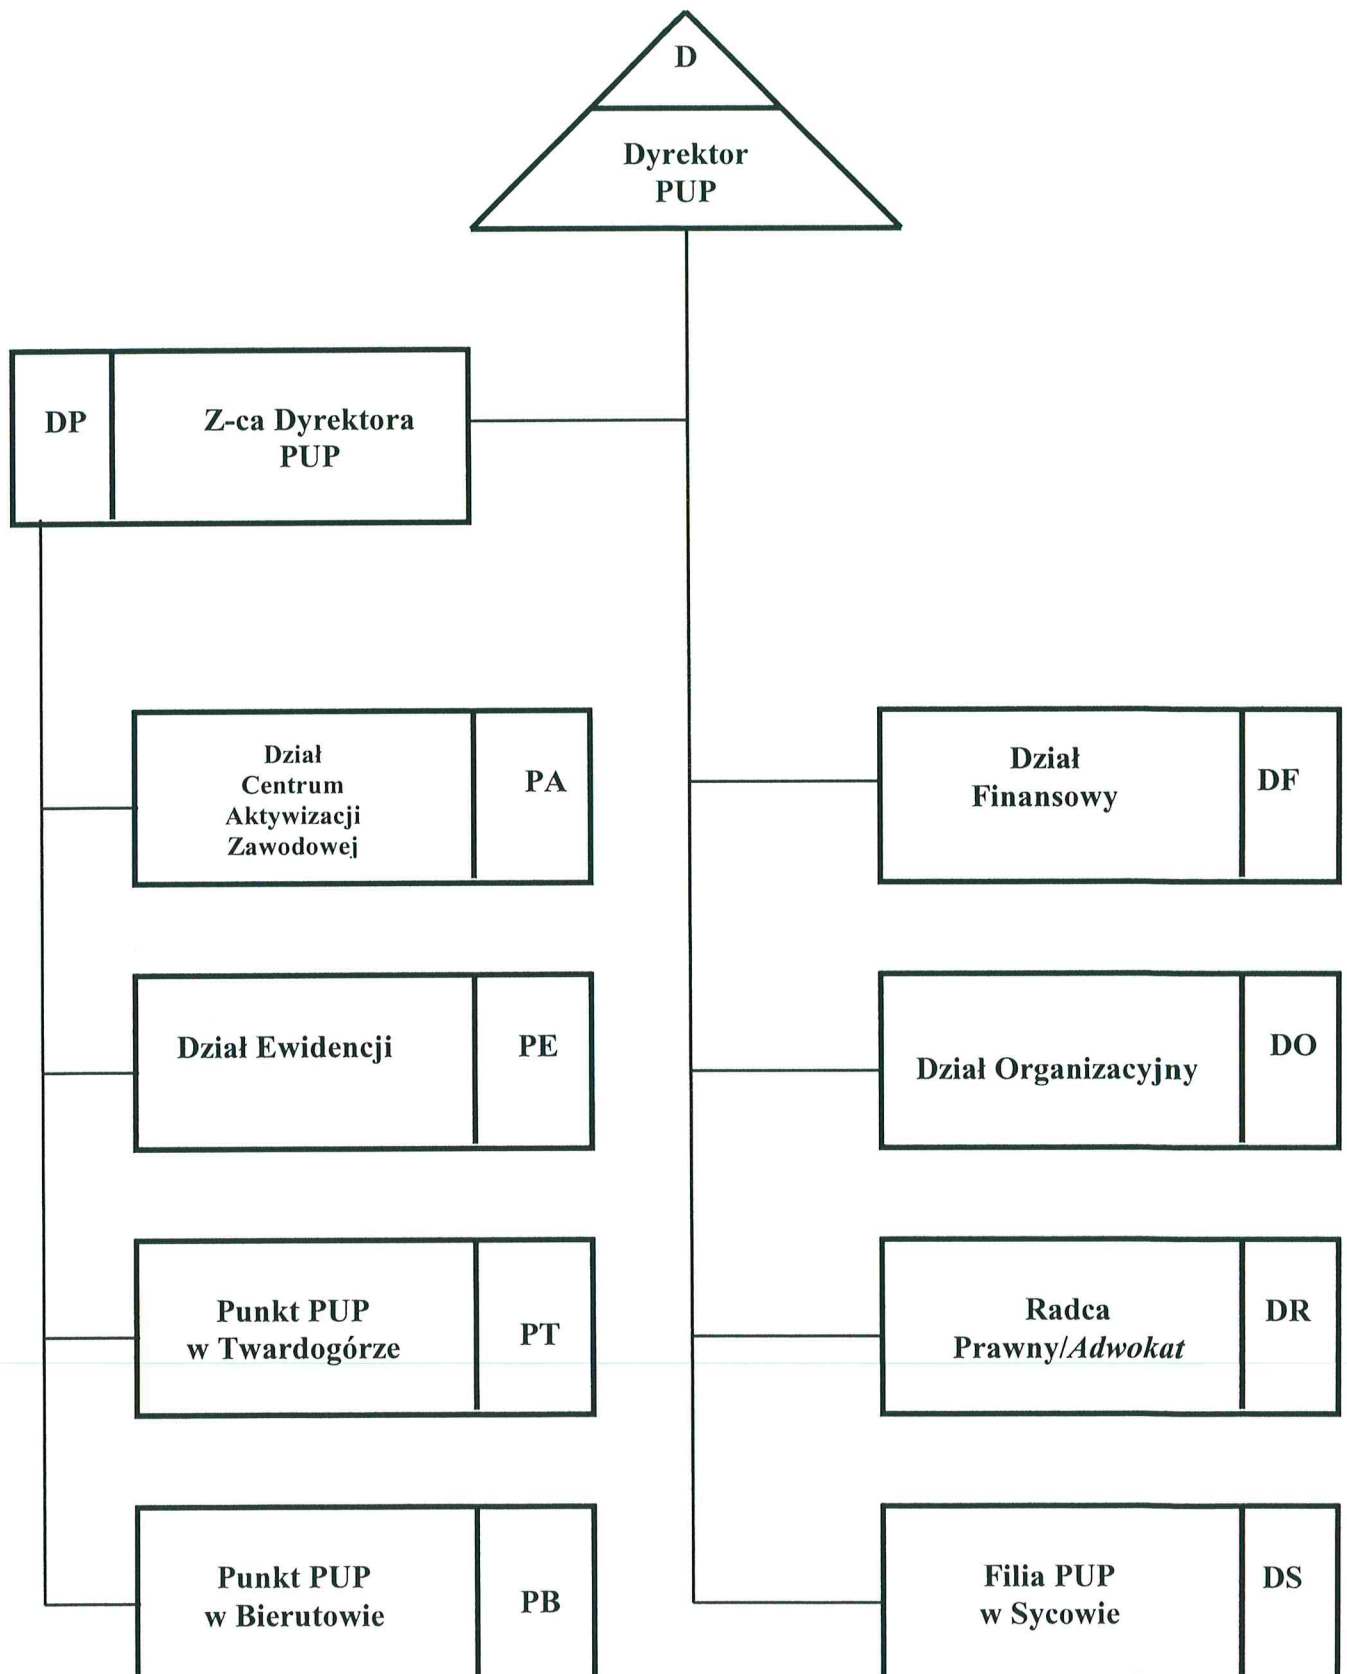 D
Dyrektor
PUP
DP
Z-ca Dyrektora
PUP
Dział
Centrum
Aktywizacji
Zawodowej
PA
Dział
Finansowy
DF
Dział Ewidencji
PE
Dział Organizacyjny
DO
Punkt PUP
w Twardogórze
PT
Radca
Prawny/Adwokat
DR
Punkt PUP
w Bierutowie
PB
Filia PUP
w Sycowie
DS